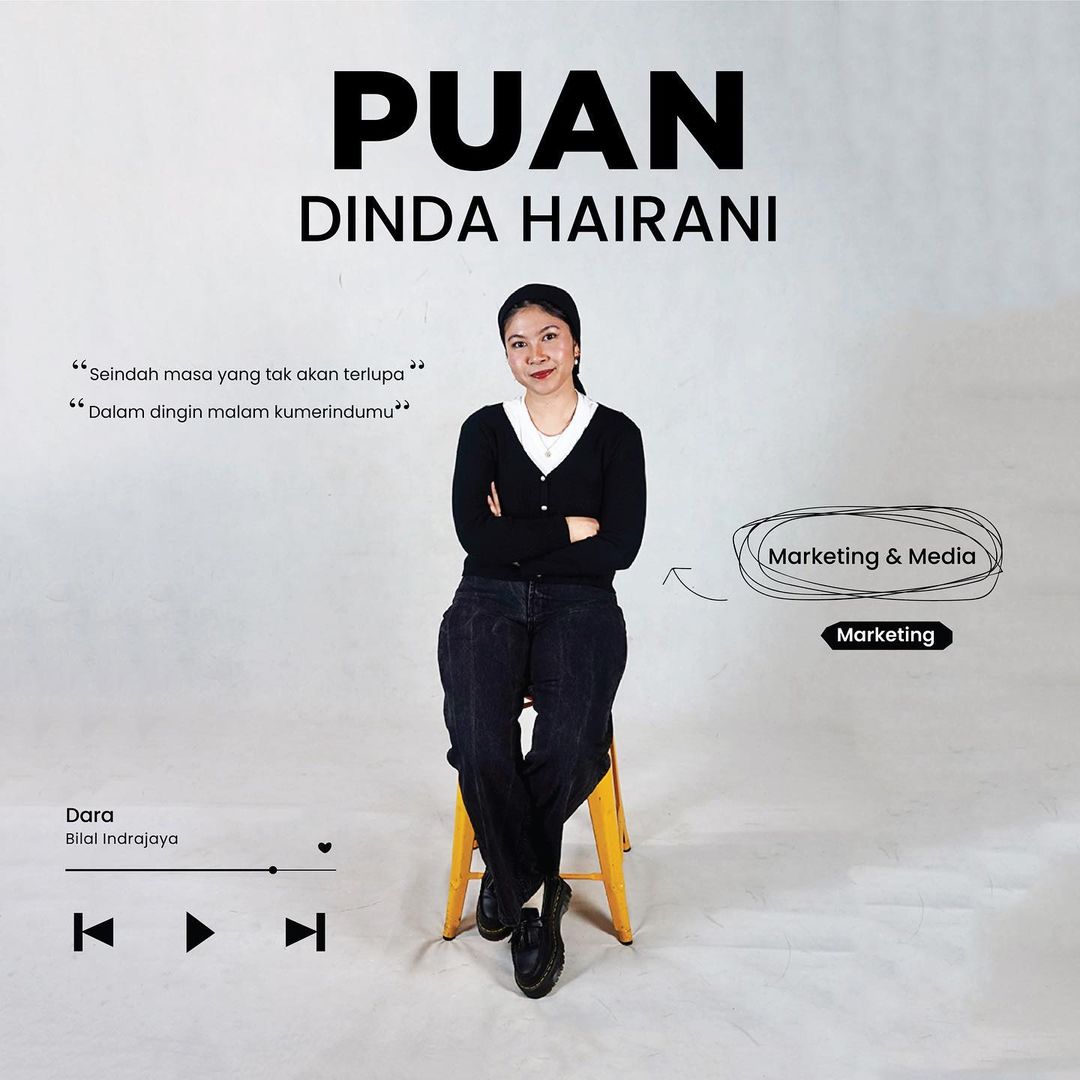 PUAN
DINDA HAIRANI
“Seindah masa yang tak akan terlupa”
“Dalam dingin malam kumerindumu”
Marketing & Media
Marketing
Dara
Bilal Indrajaya